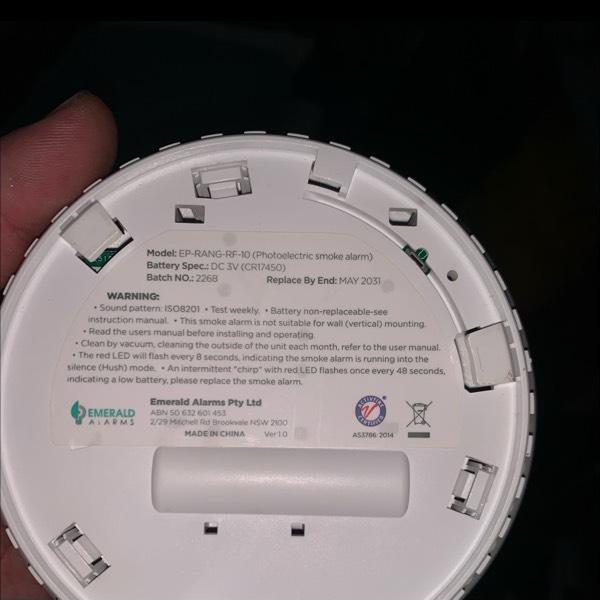 Model: EP-RANG-RF-10 (Photoelectric smoke alarm)
Battery Spec.: DC 3V (CR17450)
Batch NO.: 2268 Replace By End: MAY 2031
WARNING:
• Sound pattern: ISO8201 • Test weekly. • Battery non-replaceable-see
instruction manual. • This smoke alarm is not suitable for wall (vertical) mounting.
• Read the users manual before installing and operating.
• Clean by vacuum, cleaning the outside of the unit each month, refer to the user manual.
• The red LED will flash every 8 seconds, indicating the smoke alarm is running into the
silence (Hush) mode. • An intermittent "chirp" with red LED flashes once every 48 seconds,
indicating a low battery, please replace the smoke alarm.
EMERALD
ALARMS
Emerald Alarms Pty Ltd
ABN 50 632 601 453
2/29 Mitchell Rd Brookvale NSW 2100
MADE IN CHINA Ver 1.0
ACTIVFIRE
CERTIFIED
AS3786: 2014